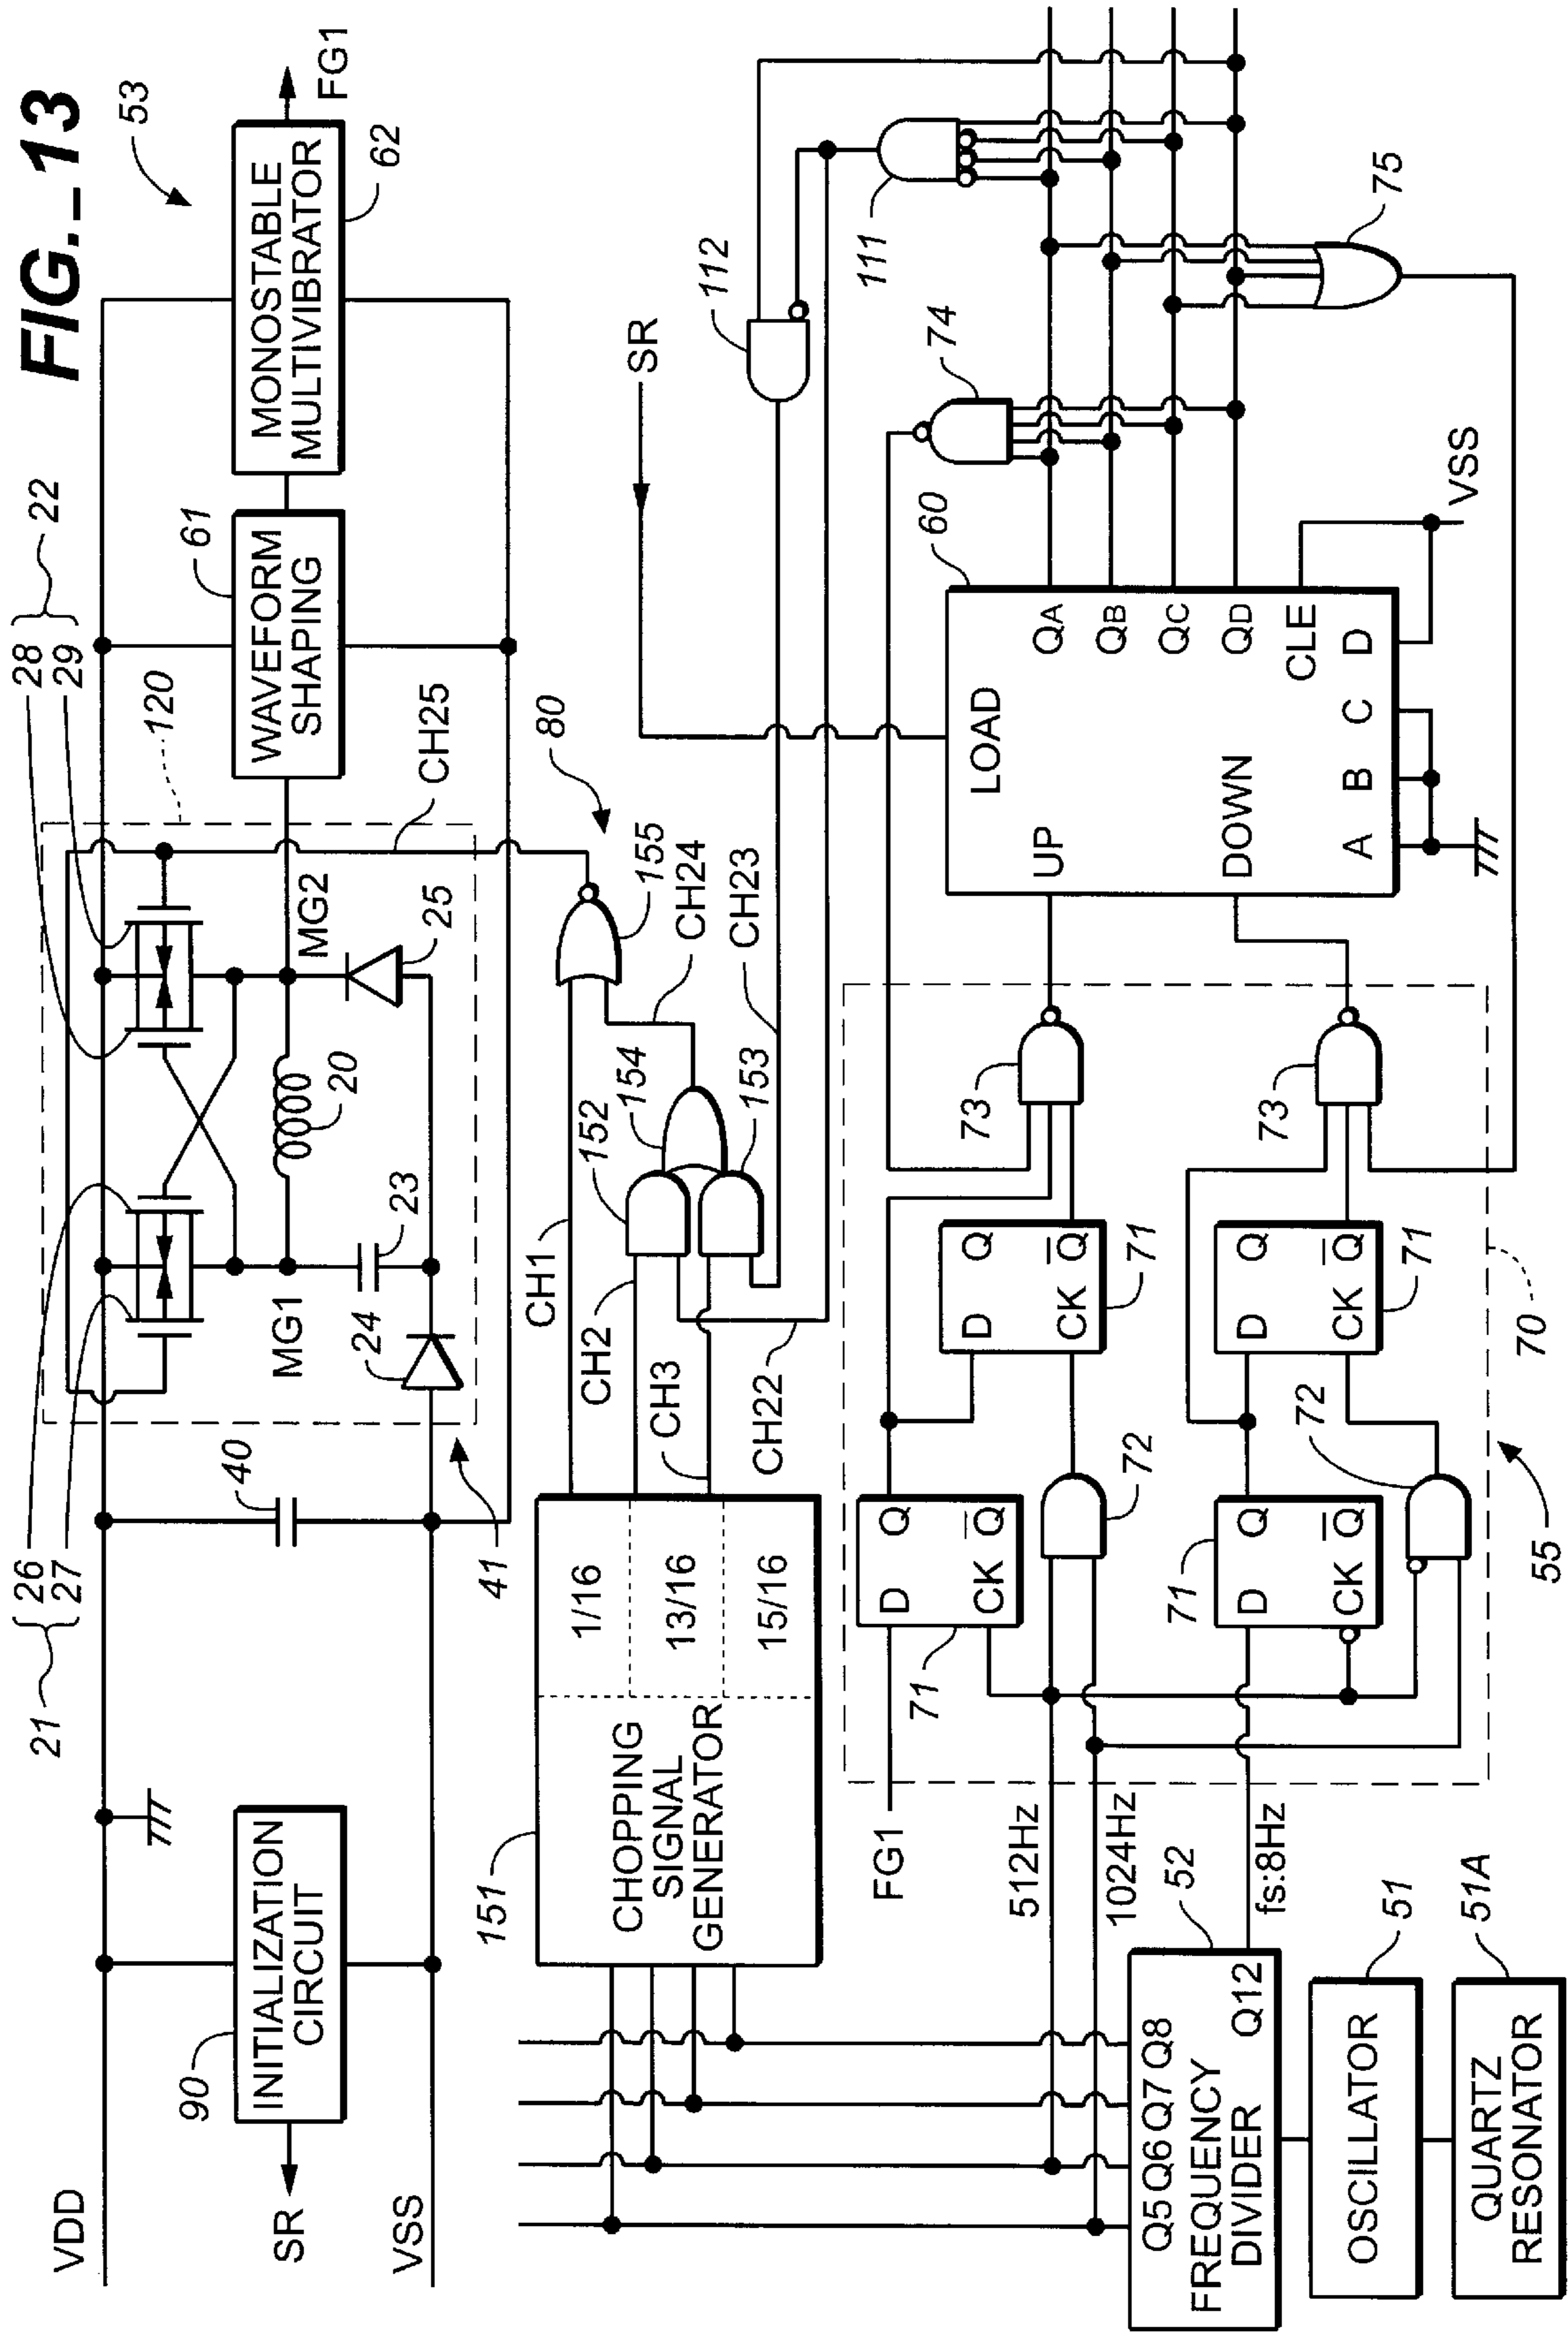 FIG._13
21 { 26
27
28
29 } 22
53
VDD
90
INITIALIZATION
CIRCUIT
SR
VSS
40
41
MG1
24
23
20
MG2
25
120
CH25
61
WAVEFORM
SHAPING
MONOSTABLE
MULTIVIBRATOR
62
FG1
151
CHOPPING
SIGNAL
GENERATOR
1/16
13/16
15/16
CH1
CH2
CH3
CH22
152
154
153
155
CH24
CH23
80
112
SR
111
74
75
60
LOAD
UP
DOWN
QA
QB
QC
QD
CLE
A B C D
VSS
FG1
512Hz
1024Hz
fs:8Hz
D Q
CK Q
71
72
D Q
CK Q
71
73
71
D Q
CK Q
72
D Q
CK Q
71
73
70
55
52
Q5 Q6 Q7 Q8
Q12
FREQUENCY
DIVIDER
OSCILLATOR
51
QUARTZ
RESONATOR
51A